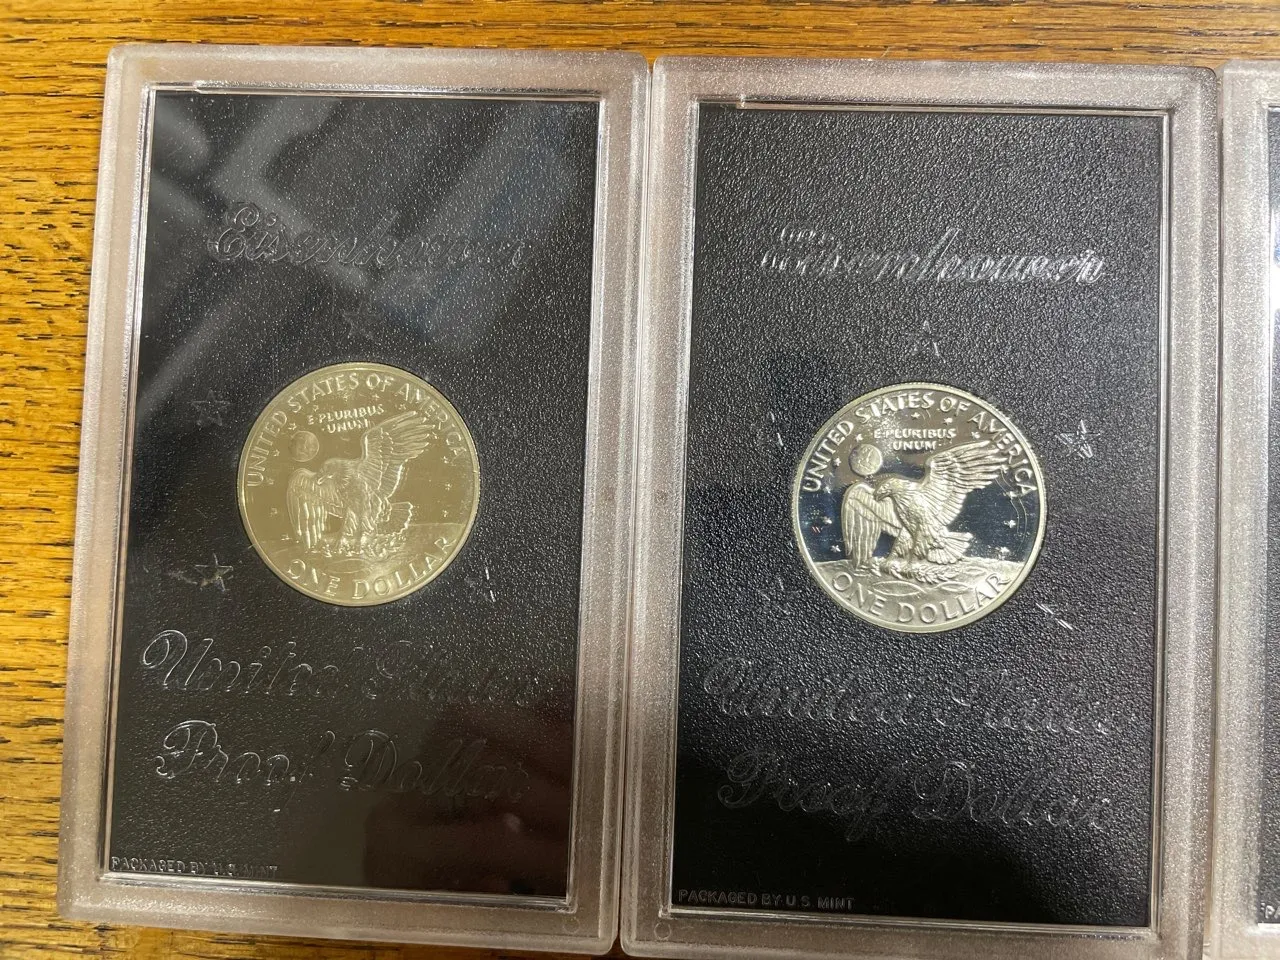 Eisenhower
UNITED STATES OF AMERICA
E PLURIBUS
UNUM
ONE DOLLAR
United States
Proof Dollar
PACKAGED BY U.S. MINT
Eisenhower
UNITED STATES OF AMERICA
E PLURIBUS
UNUM
ONE DOLLAR
United States
Proof Dollar
PACKAGED BY U.S. MINT